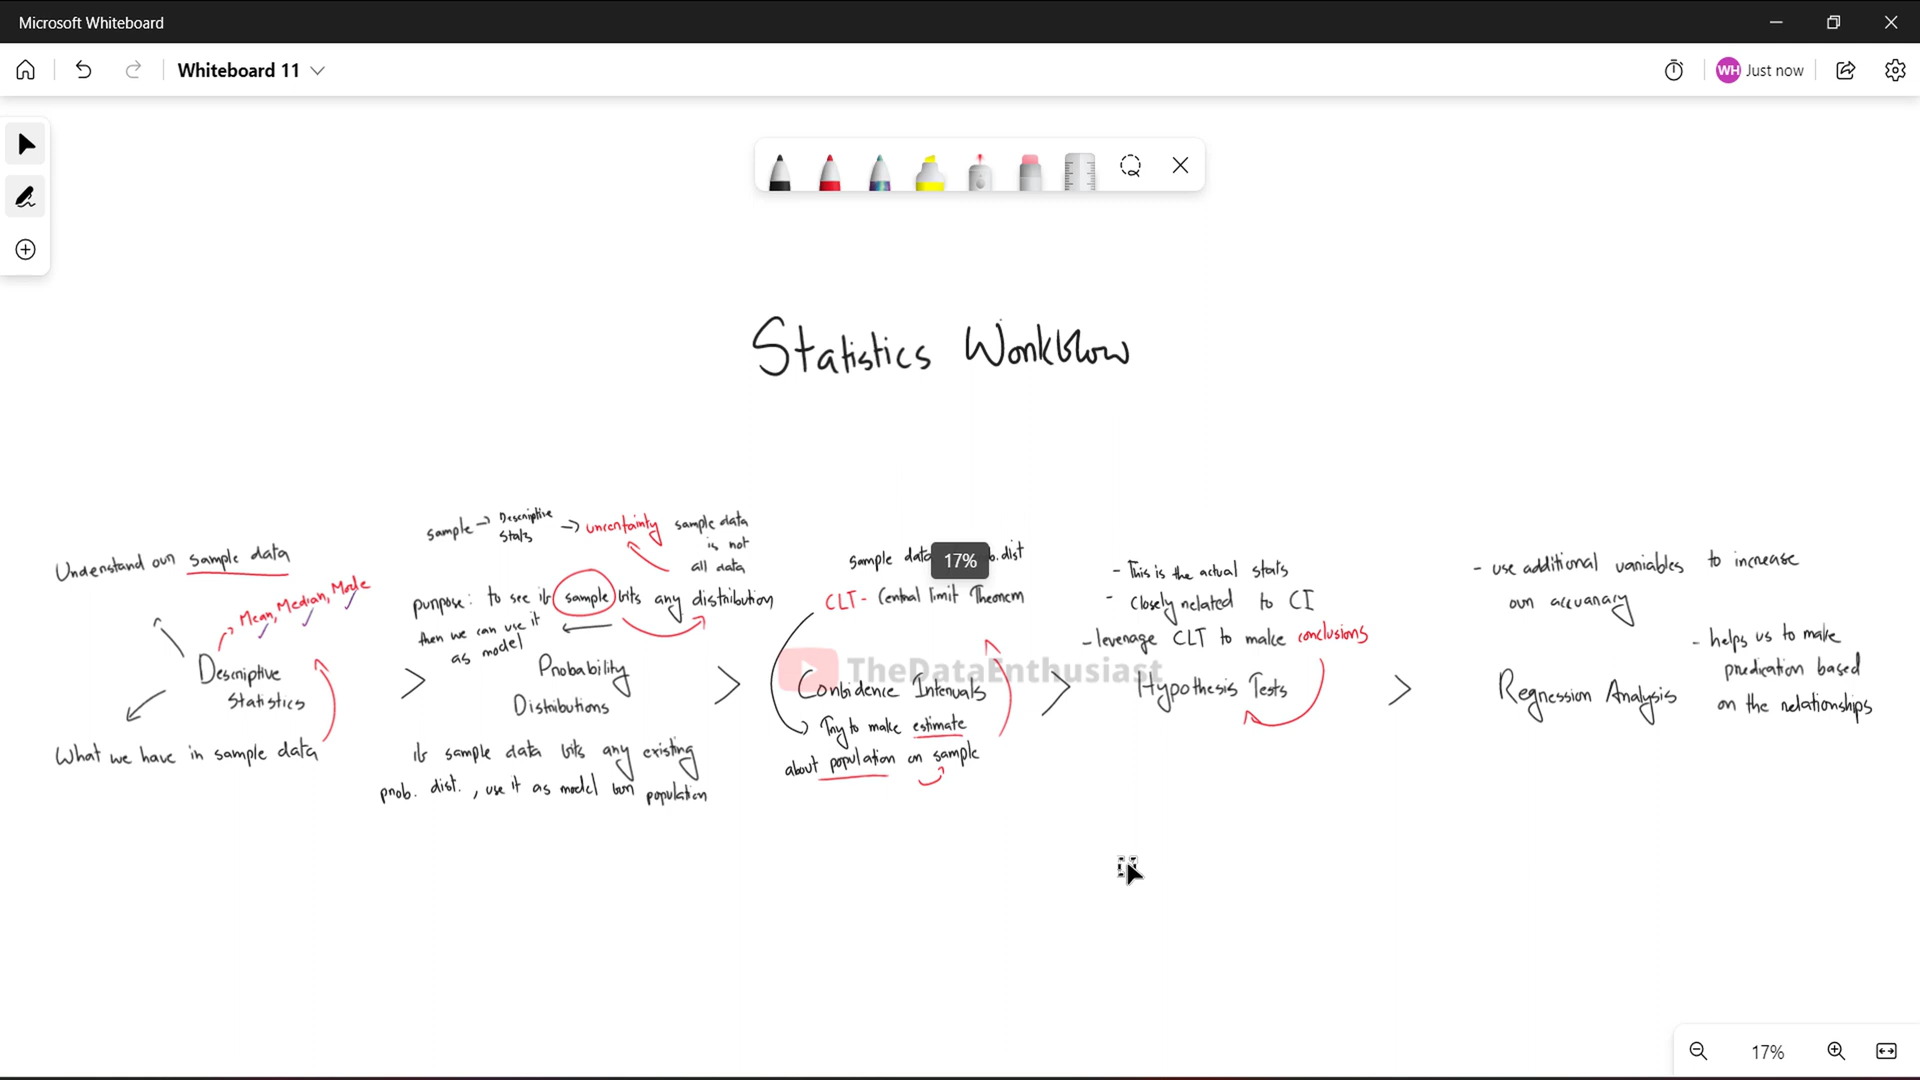 Microsoft Whiteboard
Whiteboard 11
WH Just now
Statistics Workflow
Understand our sample data
Mean, Median, Mode
Descriptive
Statistics
What we have in sample data
sample → Descriptive Stats → uncertainty sample data
is not
all data
purpose: to see if sample fits any distribution
then we can use it
as model
Probability
Distributions
if sample data fits any existing
prob. dist., use it as model for population
sample data
b.dist
17%
CLT - Central limit Theorem
TheDataEnthusiast
Confidence Intervals
Try to make estimate
about population on sample
- This is the actual stats
- Closely related to CI
- leverage CLT to make conclusions
Hypothesis Tests
- use additional variables to increase
our accuracy
- helps us to make
predication based
on the relationships
Regression Analysis
17%